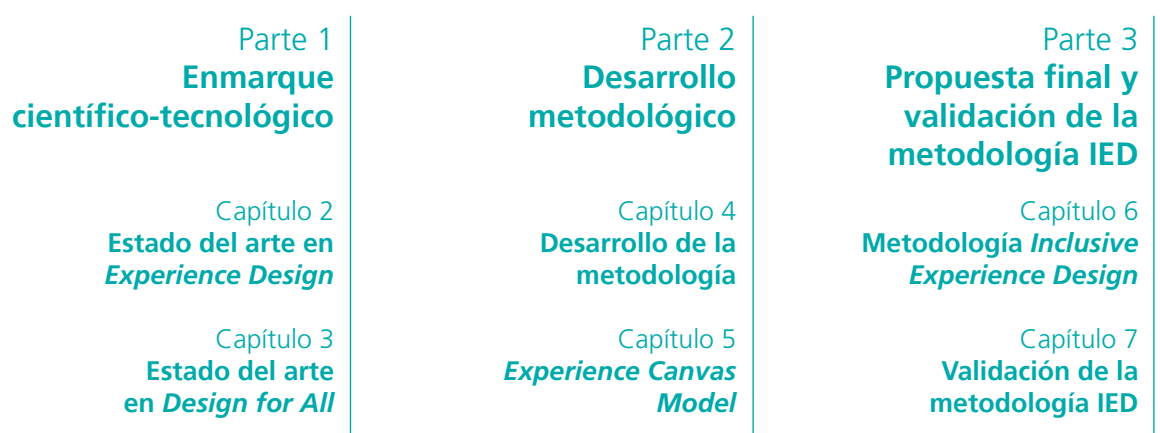 Parte 1
Enmarque
científico-tecnológico
Capítulo 2
Estado del arte en
Experience Design
Capítulo 3
Estado del arte
en Design for All
Parte 2
Desarrollo
metodológico
Capítulo 4
Desarrollo de la
metodología
Capítulo 5
Experience Canvas
Model
Parte 3
Propuesta final y
validación de la
metodología IED
Capítulo 6
Metodología Inclusive
Experience Design
Capítulo 7
Validación de la
metodología IED